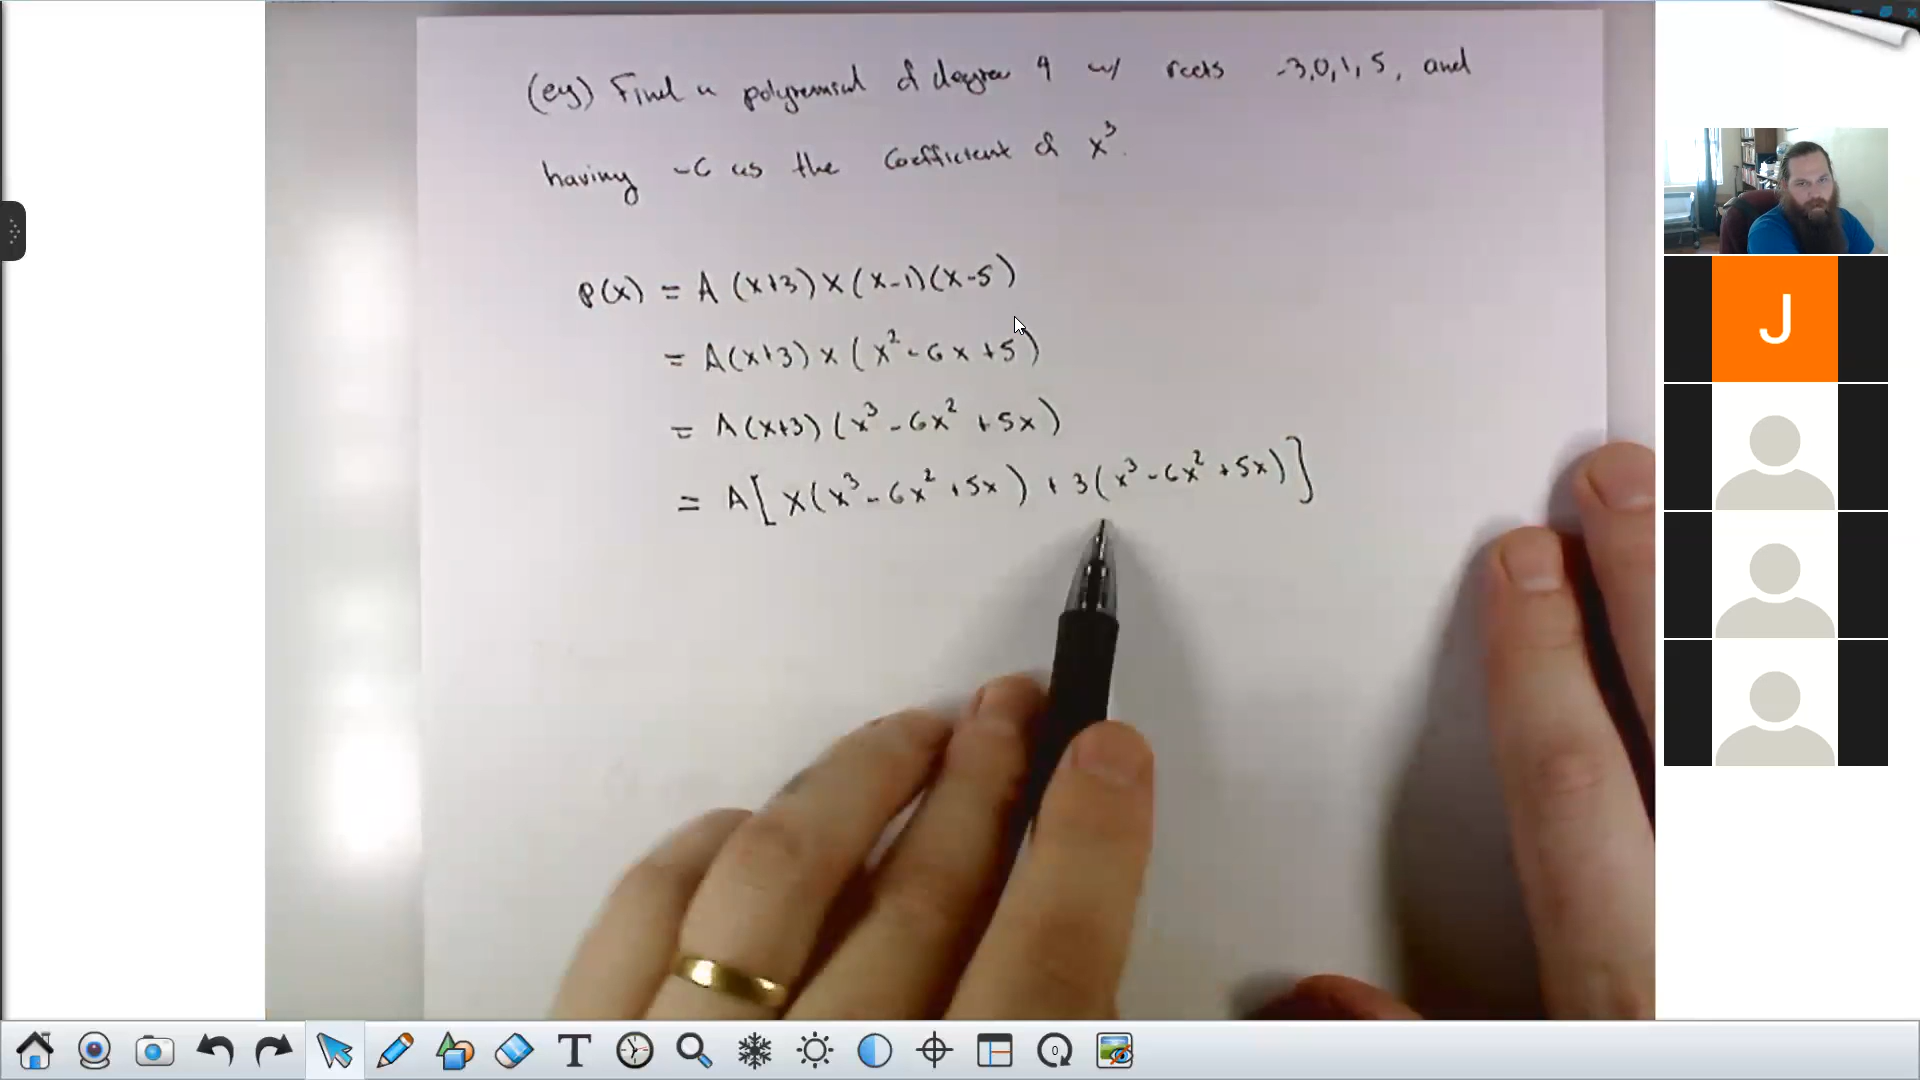 (eg) Find a polynomial of degree 4 w/ roots -3,0,1,5, and
having -6 as the coefficient of x³.
P(x) = A(x+3)x(x-1)(x-5)
= A(x+3)x(x²-6x+5)
= A(x+3)(x³-6x²+5x)
= A[x(x³-6x²+5x) + 3(x³-6x²+5x)]
J
T
0